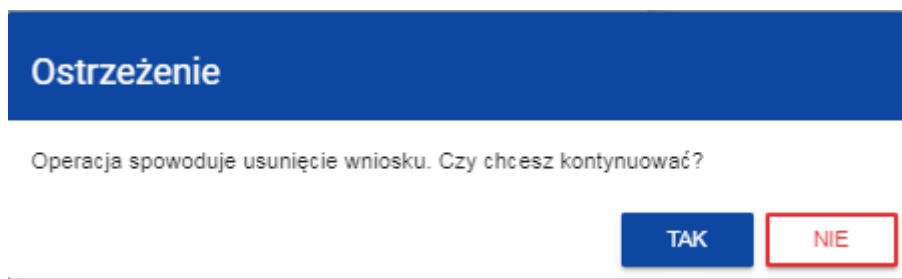 Ostrzeżenie
Operacja spowoduje usunięcie wniosku. Czy chcesz kontynuować?
TAK
NIE